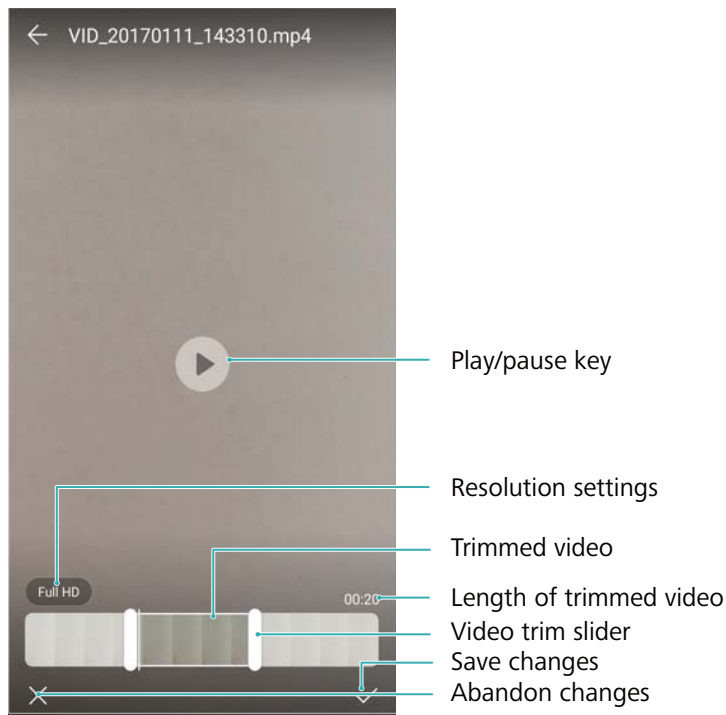 VID_20170111_143310.mp4
Play/pause key
Resolution settings
Trimmed video
Full HD
00:20
Length of trimmed video
Video trim slider
Save changes
Abandon changes